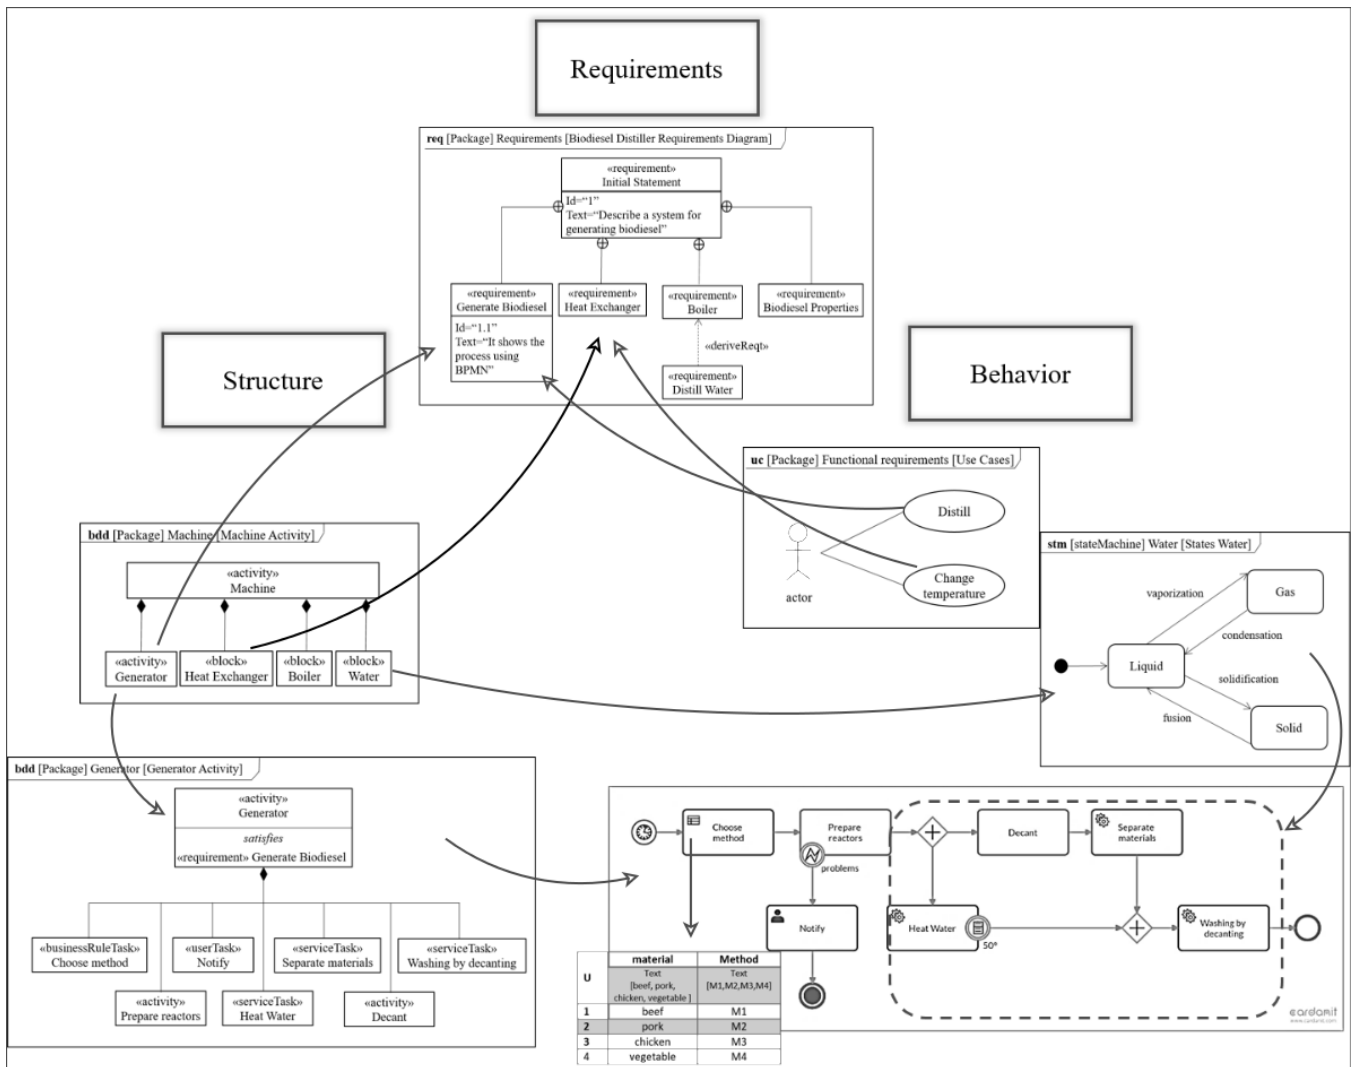 Requirements
req [Package] Requirements [Biodiesel Distiller Requirements Diagram]
«requirement»
Initial Statement
Id="1"
Text="Describe a system for
generating biodiesel"
«requirement»
Generate Biodiesel
Id="1.1"
Text="It shows the
process using
BPMN"
«requirement»
Heat Exchanger
«requirement»
Boiler
«deriveReqt»
«requirement»
Distill Water
«requirement»
Biodiesel Properties
Structure
Behavior
uc [Package] Functional requirements [Use Cases]
Distill
Change
temperature
actor
bdd [Package] Machine [Machine Activity]
«activity»
Machine
«activity»
Generator
«block»
Heat Exchanger
«block»
Boiler
«block»
Water
stm [stateMachine] Water [States Water]
vaporization
Gas
condensation
Liquid
solidification
fusion
Solid
bdd [Package] Generator [Generator Activity]
«activity»
Generator
satisfies
«requirement» Generate Biodiesel
«businessRuleTask»
Choose method
«userTask»
Notify
«serviceTask»
Separate materials
«serviceTask»
Washing by decanting
«activity»
Prepare reactors
«serviceTask»
Heat Water
«activity»
Decant
Choose
method
Prepare
reactors
problems
Decant
Separate
materials
Notify
Heat Water
50°
Washing by
decanting
U
material
Method
Text
[beef, pork,
chicken, vegetable ]
Text
[M1,M2,M3,M4]
1 beef M1
2 pork M2
3 chicken M3
4 vegetable M4
cardanit
www.cardanit.com